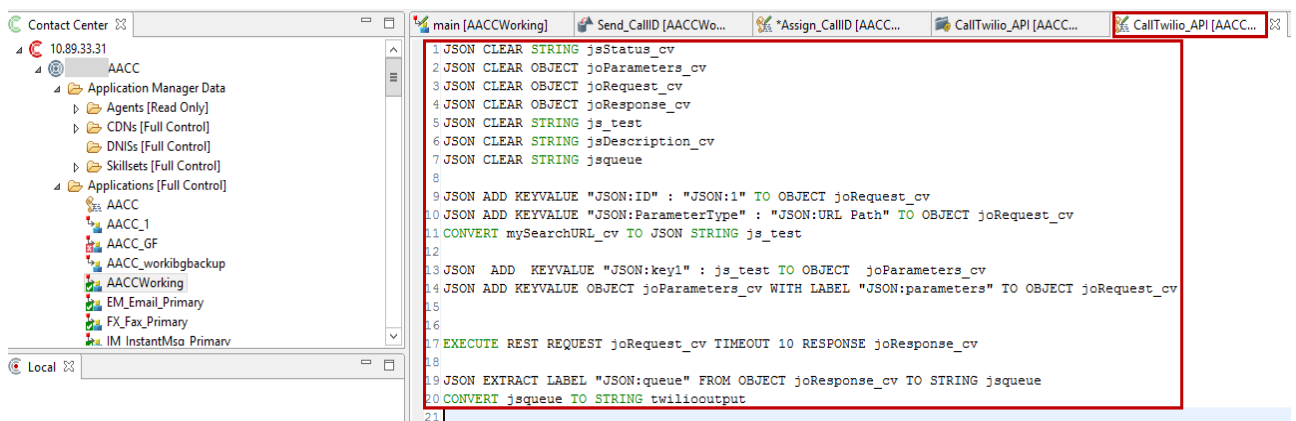 Contact Center
10.89.33.31
AACC
Application Manager Data
Agents [Read Only]
CDNs [Full Control]
DNISs [Full Control]
Skillsets [Full Control]
Applications [Full Control]
AACC
AACC_1
AACC_GF
AACC_workibgbackup
AACCWorking
EM_Email_Primary
FX_Fax_Primary
IM_InstantMsg_Primary
Local
main [AACCWorking]
Send_CallID [AACCWo...
*Assign_CallID [AACC...
CallTwilio_API [AACC...
CallTwilio_API [AACC...
1 JSON CLEAR STRING jsStatus_cv
2 JSON CLEAR OBJECT joParameters_cv
3 JSON CLEAR OBJECT joRequest_cv
4 JSON CLEAR OBJECT joResponse_cv
5 JSON CLEAR STRING js_test
6 JSON CLEAR STRING jsDescription_cv
7 JSON CLEAR STRING jsqueue
8
9 JSON ADD KEYVALUE "JSON:ID" : "JSON:1" TO OBJECT joRequest_cv
10 JSON ADD KEYVALUE "JSON:ParameterType" : "JSON:URL Path" TO OBJECT joRequest_cv
11 CONVERT mySearchURL_cv TO JSON STRING js_test
12
13 JSON  ADD  KEYVALUE "JSON:key1" : js_test TO OBJECT  joParameters_cv
14 JSON ADD KEYVALUE OBJECT joParameters_cv WITH LABEL "JSON:parameters" TO OBJECT joRequest_cv
15
16
17 EXECUTE REST REQUEST joRequest_cv TIMEOUT 10 RESPONSE joResponse_cv
18
19 JSON EXTRACT LABEL "JSON:queue" FROM OBJECT joResponse_cv TO STRING jsqueue
20 CONVERT jsqueue TO STRING twiliooutput
21